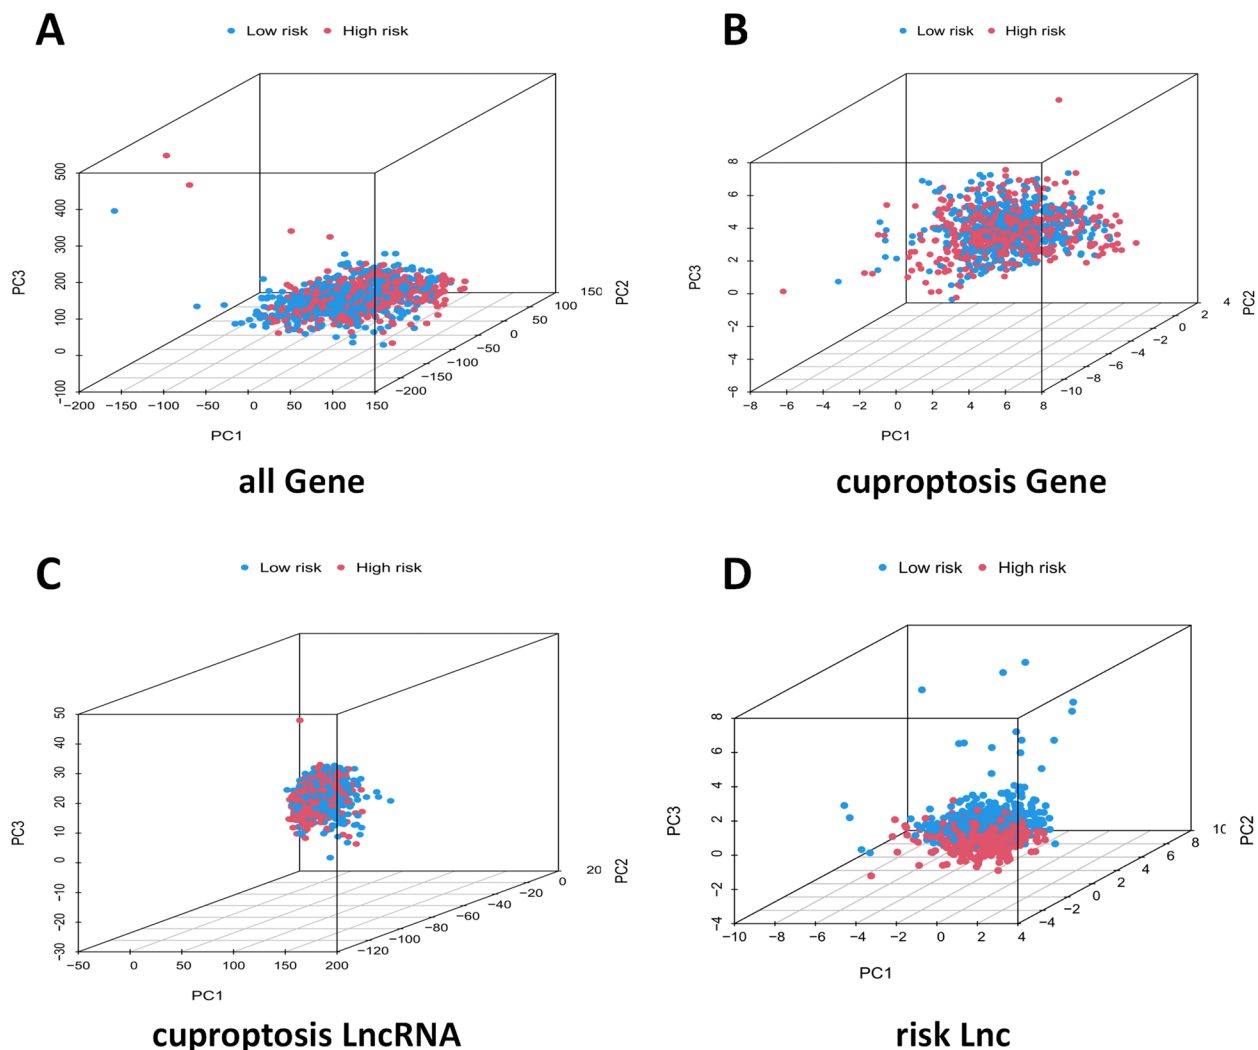 A
Low risk High risk
PC3
500
400
300
200
100
0
−100
−200 −150 −100 −50 0 50 100 150
PC1
−200
−150
−100
−50
0
50
100
150
PC2
all Gene
B
Low risk High risk
PC3
8
6
4
2
0
−2
−4
−6
−8 −6 −4 −2 0 2 4 6 8
PC1
−10
−8
−6
−4
−2
0
2
4
PC2
cuproptosis Gene
C
Low risk High risk
PC3
50
40
30
20
10
0
−10
−20
−30
−50 0 50 100 150 200
PC1
−120
−100
−80
−60
−40
−20
0
20
PC2
cuproptosis LncRNA
D
Low risk High risk
PC3
8
6
4
2
0
−2
−4
−10 −8 −6 −4 −2 0 2 4
PC1
−4
−2
0
2
4
6
8
10
PC2
risk Lnc